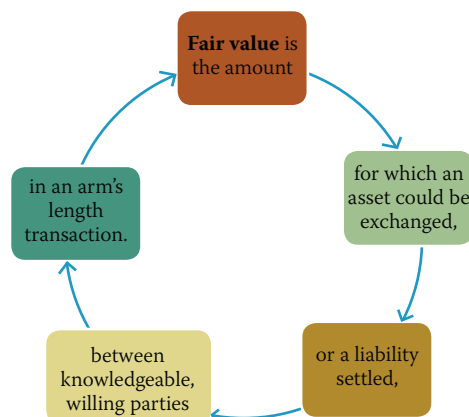 Fair value is
the amount
for which an
asset could be
exchanged,
or a liability
settled,
between
knowledgeable,
willing parties
in an arm’s
length
transaction.